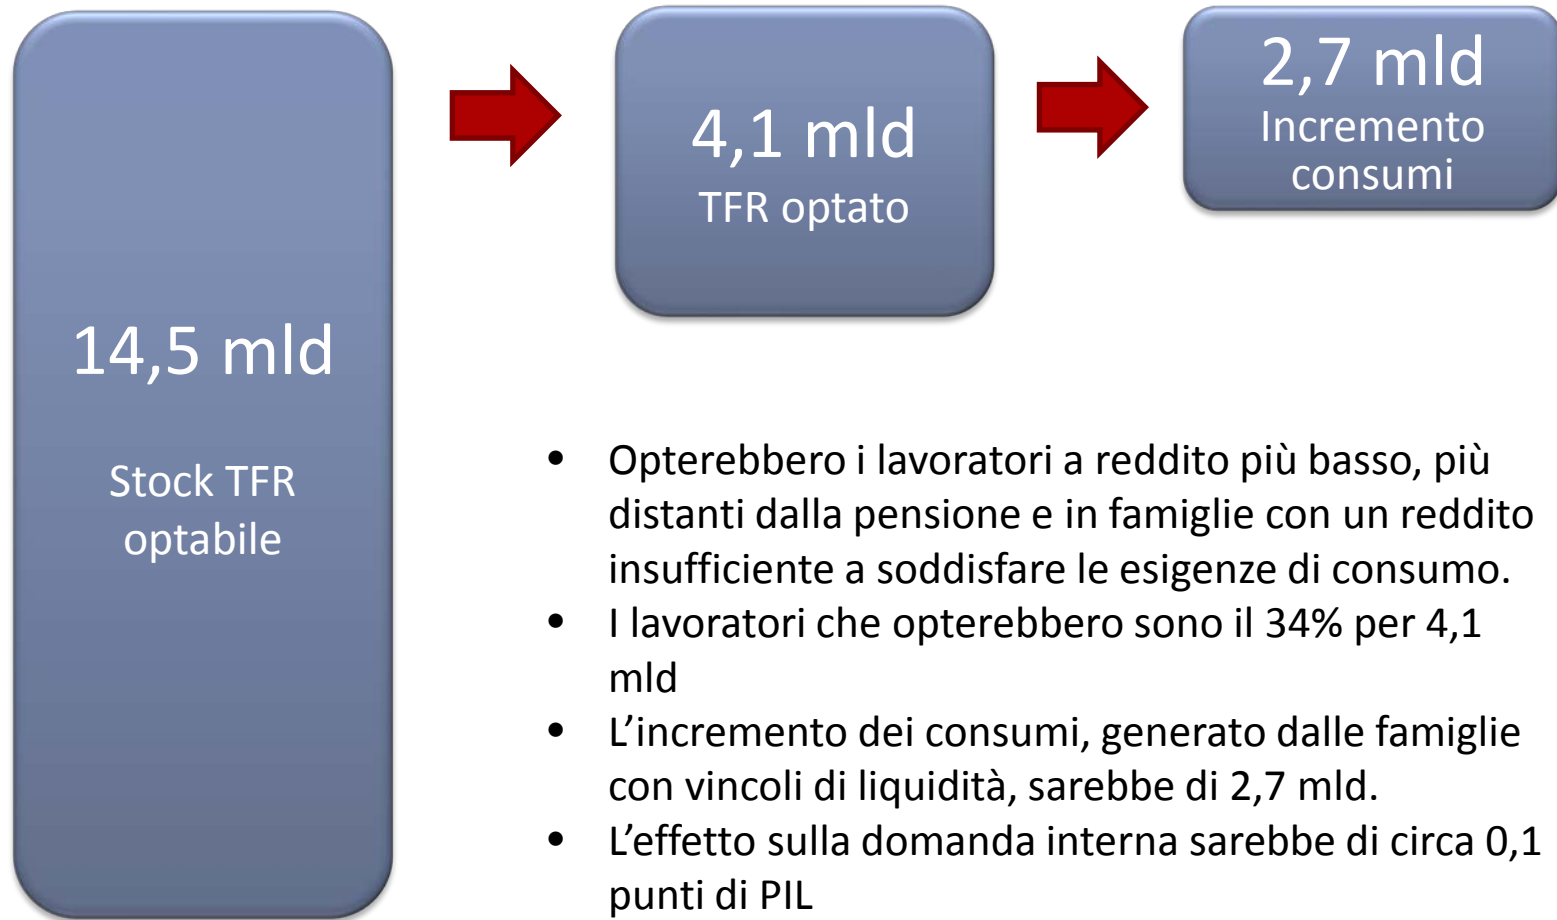 14,5 mld
Stock TFR
optabile
4,1 mld
TFR optato
2,7 mld
Incremento
consumi
• Opterebbero i lavoratori a reddito più basso, più
distanti dalla pensione e in famiglie con un reddito
insufficiente a soddisfare le esigenze di consumo.
• I lavoratori che opterebbero sono il 34% per 4,1
mld
• L’incremento dei consumi, generato dalle famiglie
con vincoli di liquidità, sarebbe di 2,7 mld.
• L’effetto sulla domanda interna sarebbe di circa 0,1
punti di PIL